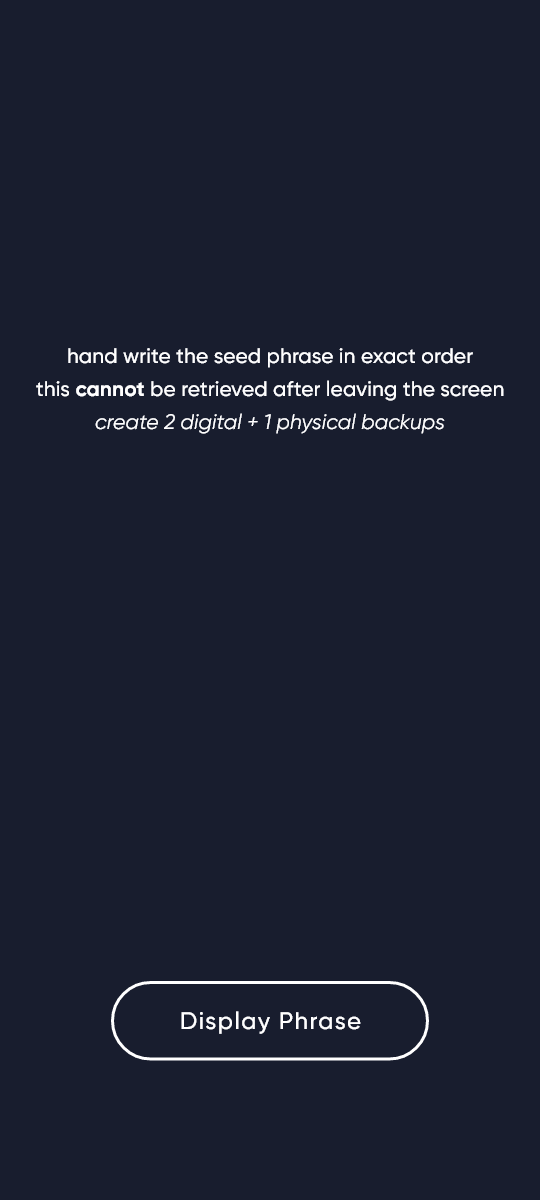 hand write the seed phrase in exact order
this cannot be retrieved after leaving the screen
create 2 digital + 1 physical backups
Display Phrase